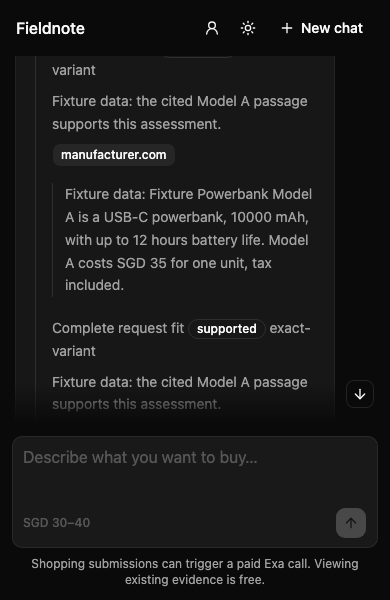 Fieldnote
New chat
variant
Fixture data: the cited Model A passage
supports this assessment.
manufacturer.com
Fixture data: Fixture Powerbank Model
A is a USB-C powerbank, 10000 mAh,
with up to 12 hours battery life. Model
A costs SGD 35 for one unit, tax
included.
Complete request fit supported exact-
variant
Fixture data: the cited Model A passage
supports this assessment.
Describe what you want to buy...
SGD 30–40
Shopping submissions can trigger a paid Exa call. Viewing
existing evidence is free.